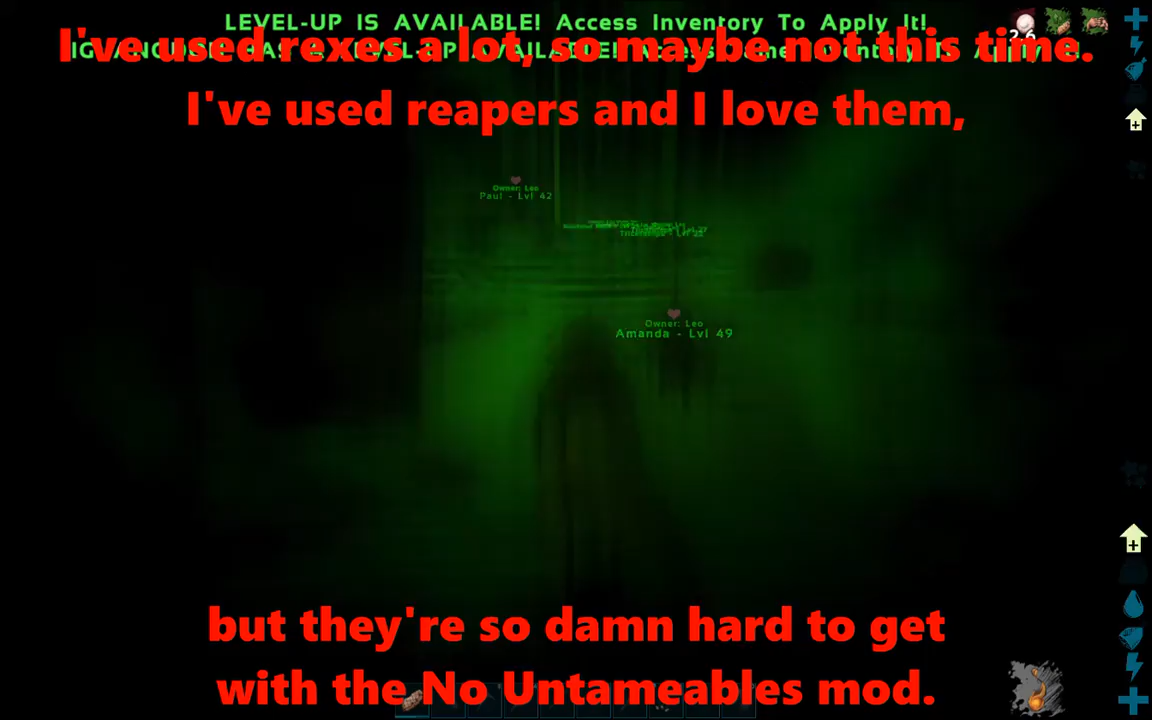 LEVEL-UP IS AVAILABLE! Access Inventory To Apply It!
I've used rexes a lot, so maybe not this time.
I've used reapers and I love them,
2.6
Owner: Leo
Paul - Lvl 42
Owner: Leo
Amanda - Lvl 49
but they're so damn hard to get
with the No Untameables mod.